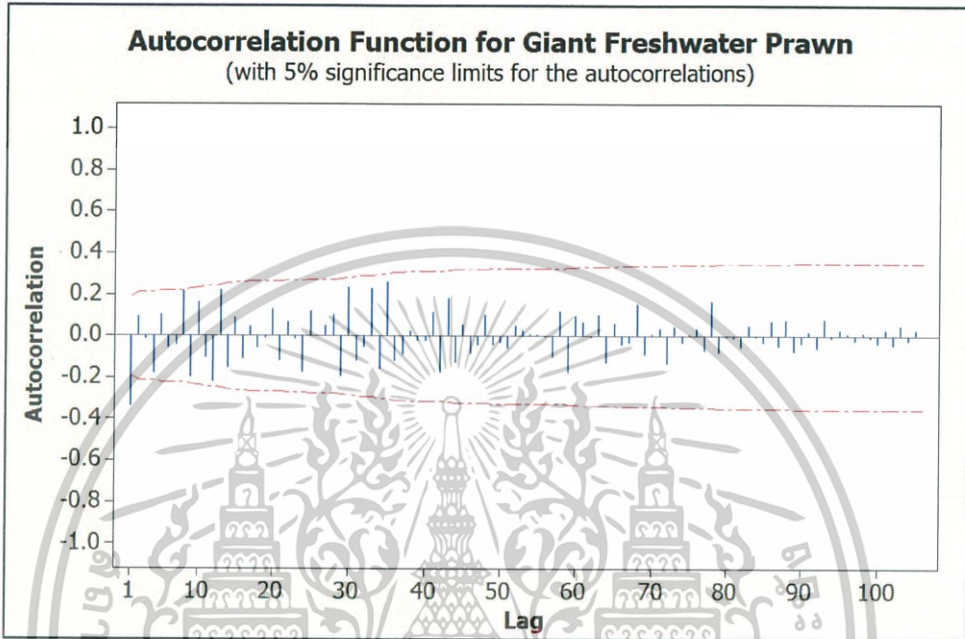 Autocorrelation Function for Giant Freshwater Prawn
(with 5% significance limits for the autocorrelations)
1.0
0.8
0.6
0.4
0.2
0.0
-0.2
-0.4
-0.6
-0.8
-1.0
Autocorrelation
1 10 20 30 40 50 60 70 80 90 100
Lag